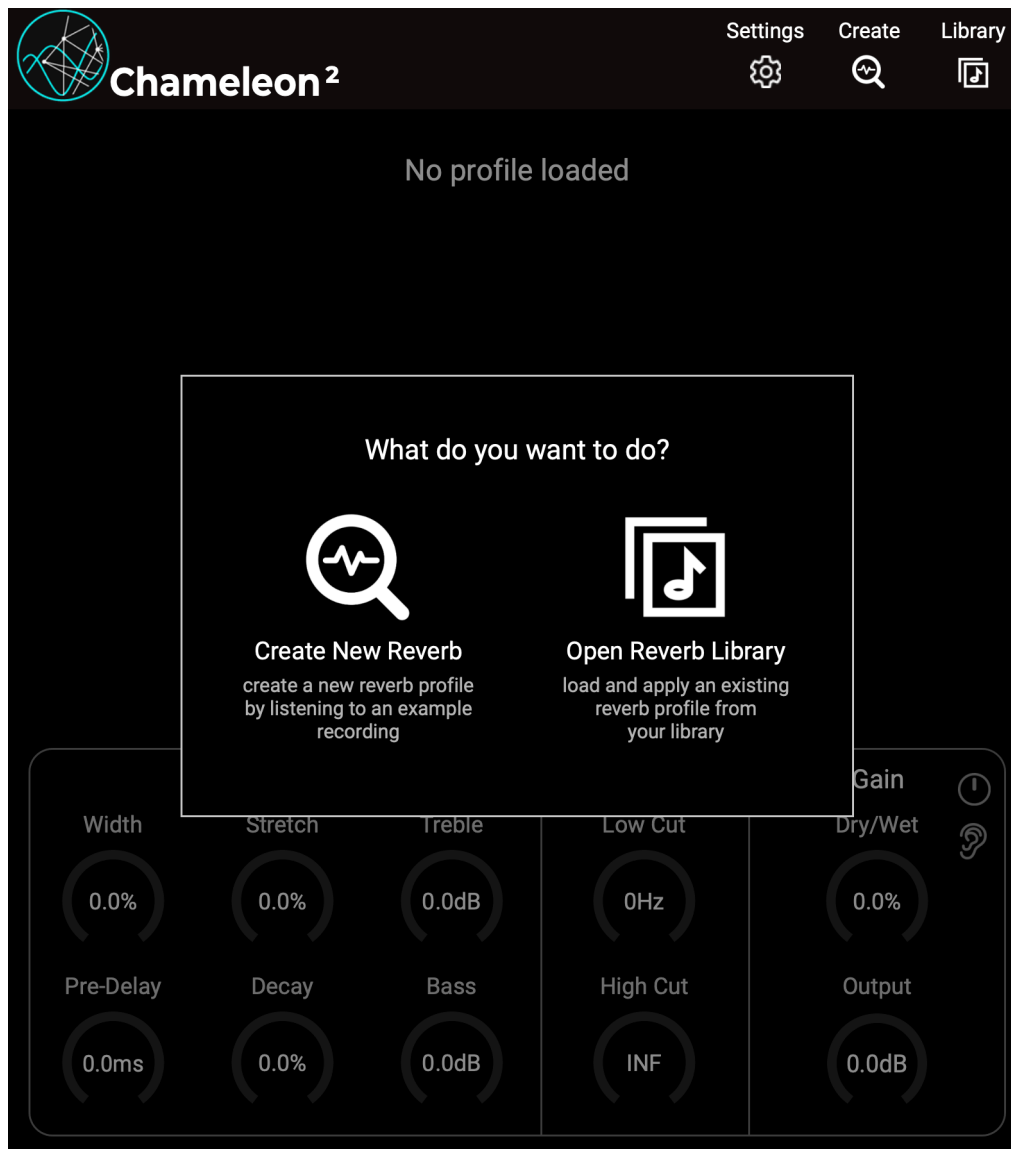 Settings Create Library
Chameleon²
No profile loaded
What do you want to do?
Create New Reverb
create a new reverb profile
by listening to an example
recording
Open Reverb Library
load and apply an existing
reverb profile from
your library
Gain
Width Stretch Treble Low Cut Dry/Wet
0.0% 0.0% 0.0dB 0Hz 0.0%
Pre-Delay Decay Bass High Cut Output
0.0ms 0.0% 0.0dB INF 0.0dB